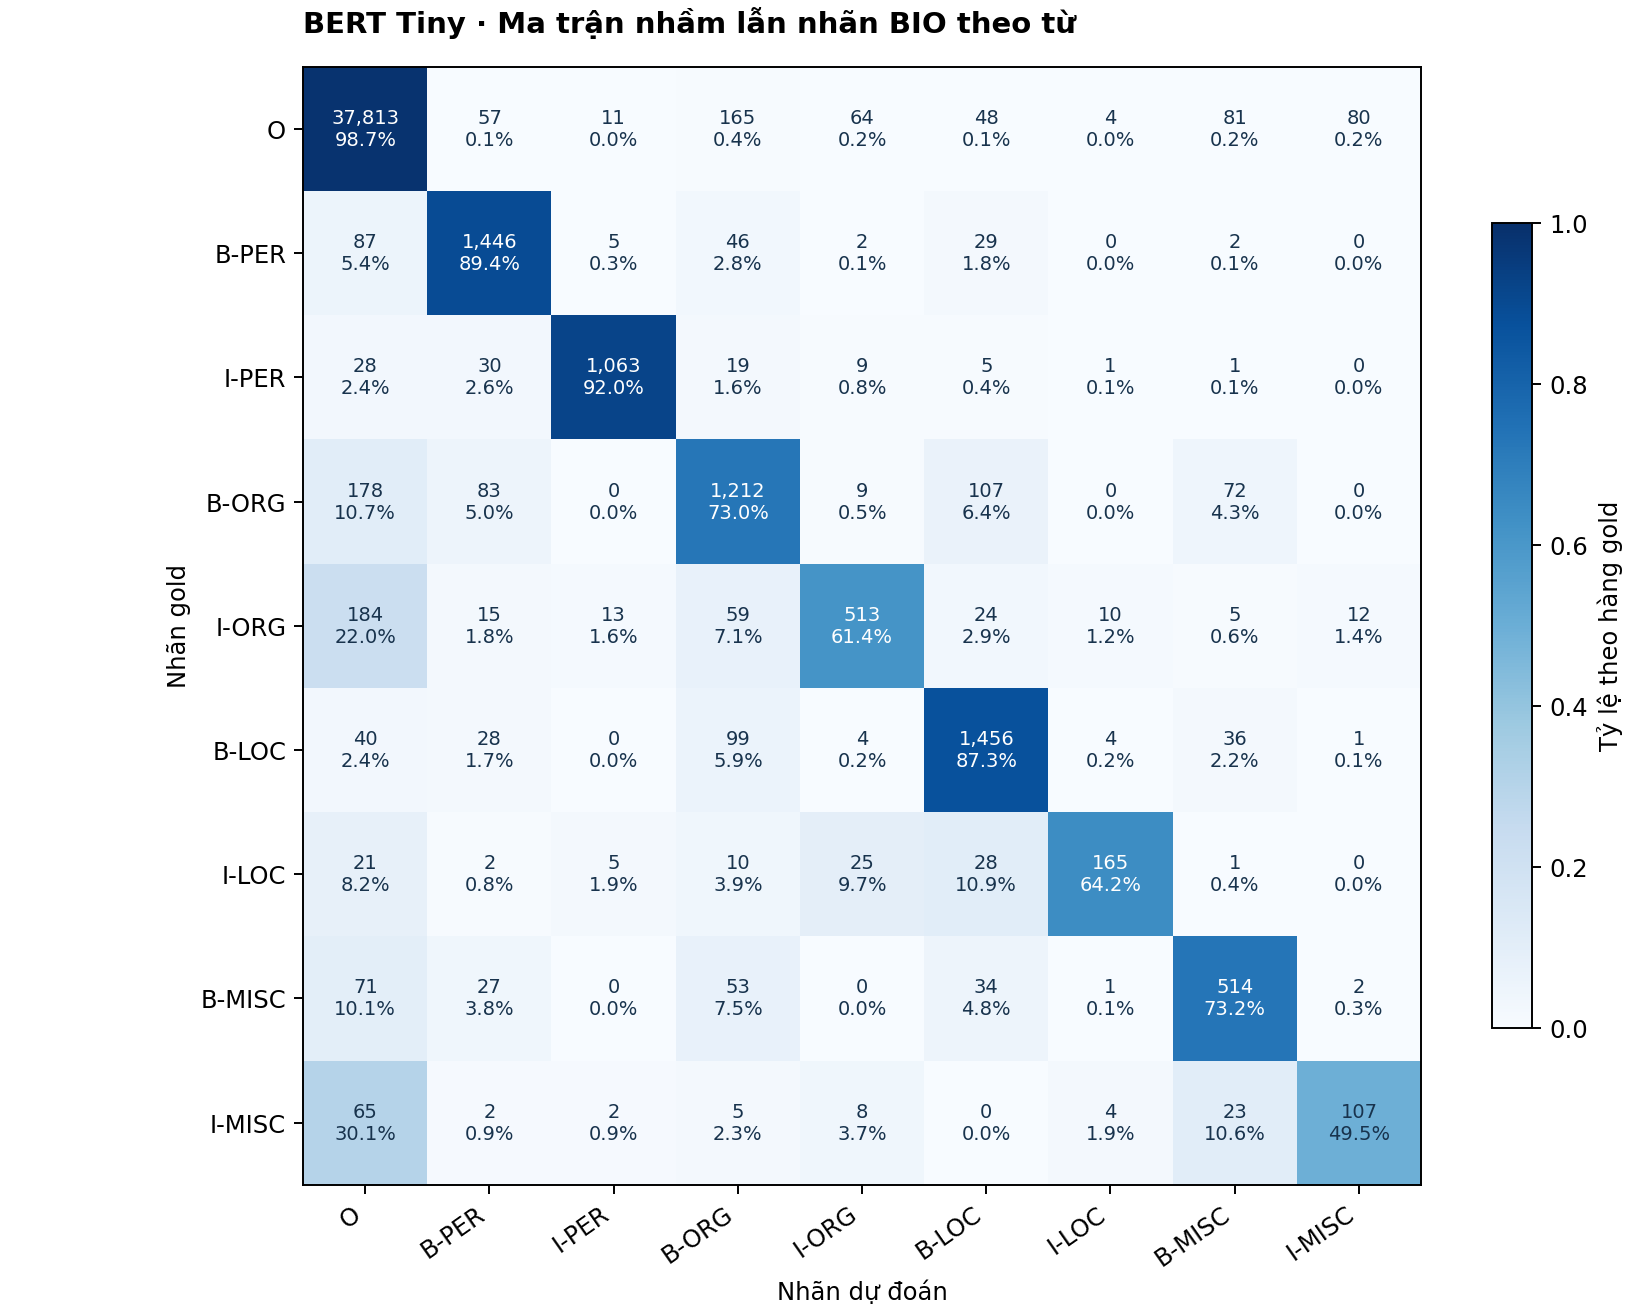 BERT Tiny · Ma trận nhầm lẫn nhãn BIO theo từ
Nhãn gold
O
37,813 57 11 165 64 48 4 81 80
98.7% 0.1% 0.0% 0.4% 0.2% 0.1% 0.0% 0.2% 0.2%
B-PER
87 1,446 5 46 2 29 0 2 0
5.4% 89.4% 0.3% 2.8% 0.1% 1.8% 0.0% 0.1% 0.0%
I-PER
28 30 1,063 19 9 5 1 1 0
2.4% 2.6% 92.0% 1.6% 0.8% 0.4% 0.1% 0.1% 0.0%
B-ORG
178 83 0 1,212 9 107 0 72 0
10.7% 5.0% 0.0% 73.0% 0.5% 6.4% 0.0% 4.3% 0.0%
I-ORG
184 15 13 59 513 24 10 5 12
22.0% 1.8% 1.6% 7.1% 61.4% 2.9% 1.2% 0.6% 1.4%
B-LOC
40 28 0 99 4 1,456 4 36 1
2.4% 1.7% 0.0% 5.9% 0.2% 87.3% 0.2% 2.2% 0.1%
I-LOC
21 2 5 10 25 28 165 1 0
8.2% 0.8% 1.9% 3.9% 9.7% 10.9% 64.2% 0.4% 0.0%
B-MISC
71 27 0 53 0 34 1 514 2
10.1% 3.8% 0.0% 7.5% 0.0% 4.8% 0.1% 73.2% 0.3%
I-MISC
65 2 2 5 8 0 4 23 107
30.1% 0.9% 0.9% 2.3% 3.7% 0.0% 1.9% 10.6% 49.5%
O B-PER I-PER B-ORG I-ORG B-LOC I-LOC B-MISC I-MISC
Nhãn dự đoán
1.0
0.8
0.6
0.4
0.2
0.0
Tỷ lệ theo hàng gold